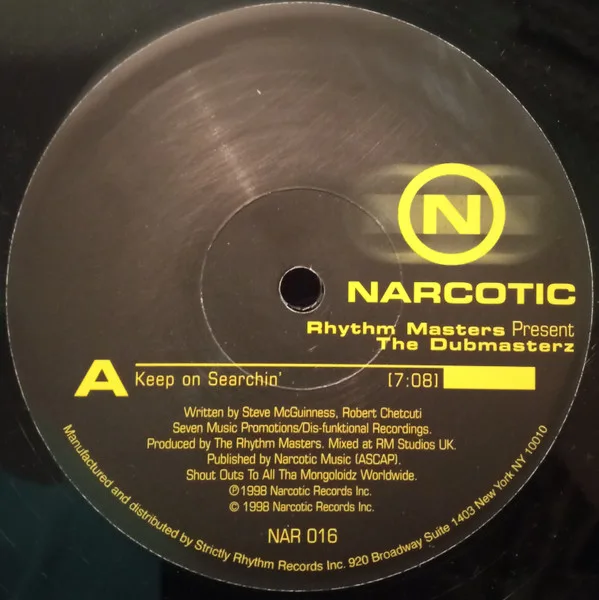 N
NARCOTIC
Rhythm Masters Present
The Dubmasterz
A Keep on Searchin' [7:08]
Written by Steve McGuinness, Robert Chetcuti
Seven Music Promotions/Dis-funktional Recordings.
Produced by The Rhythm Masters. Mixed at RM Studios UK.
Published by Narcotic Music (ASCAP).
Shout Outs To All Tha Mongoloidz Worldwide.
℗1998 Narcotic Records Inc.
© 1998 Narcotic Records Inc.
NAR 016
Manufactured and distributed by Strictly Rhythm Records Inc. 920 Broadway Suite 1403 New York NY 10010